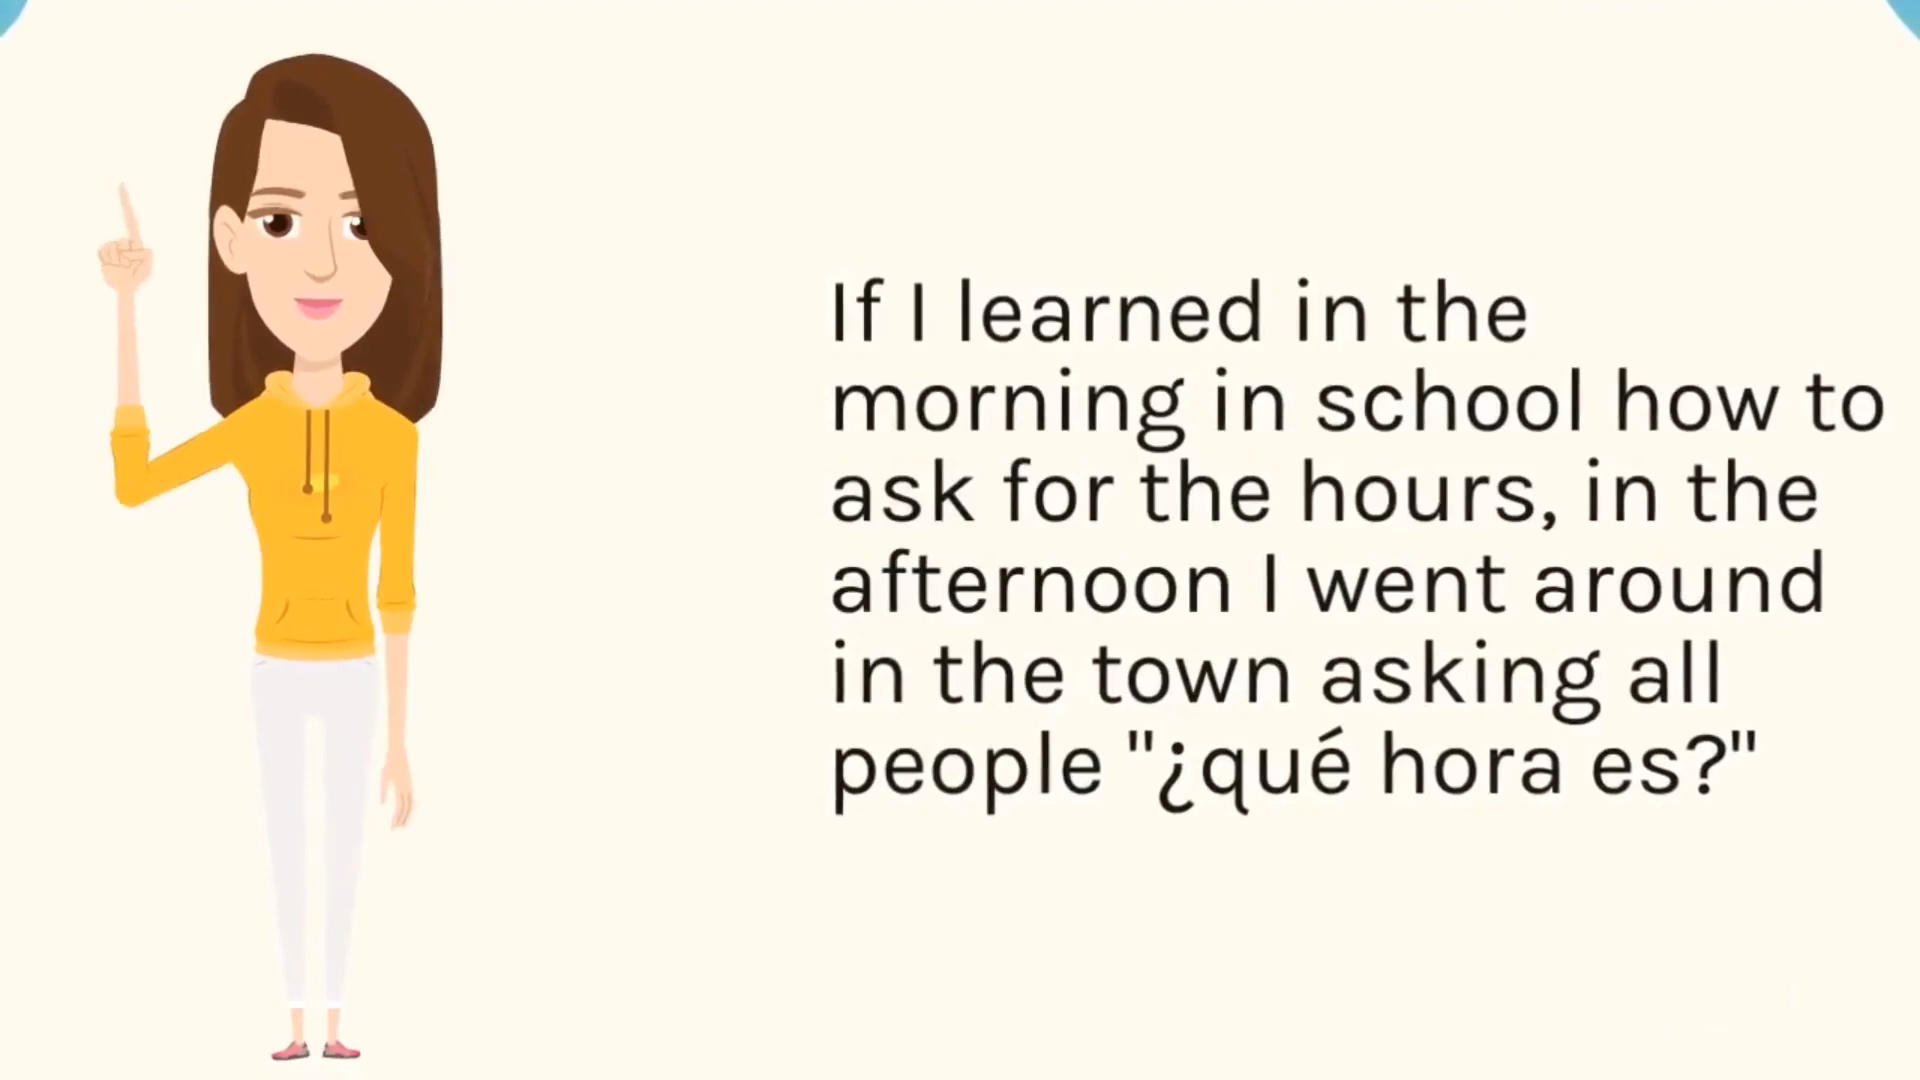 If I learned in the
morning in school how to
ask for the hours, in the
afternoon I went around
in the town asking all
people "¿qué hora es?"